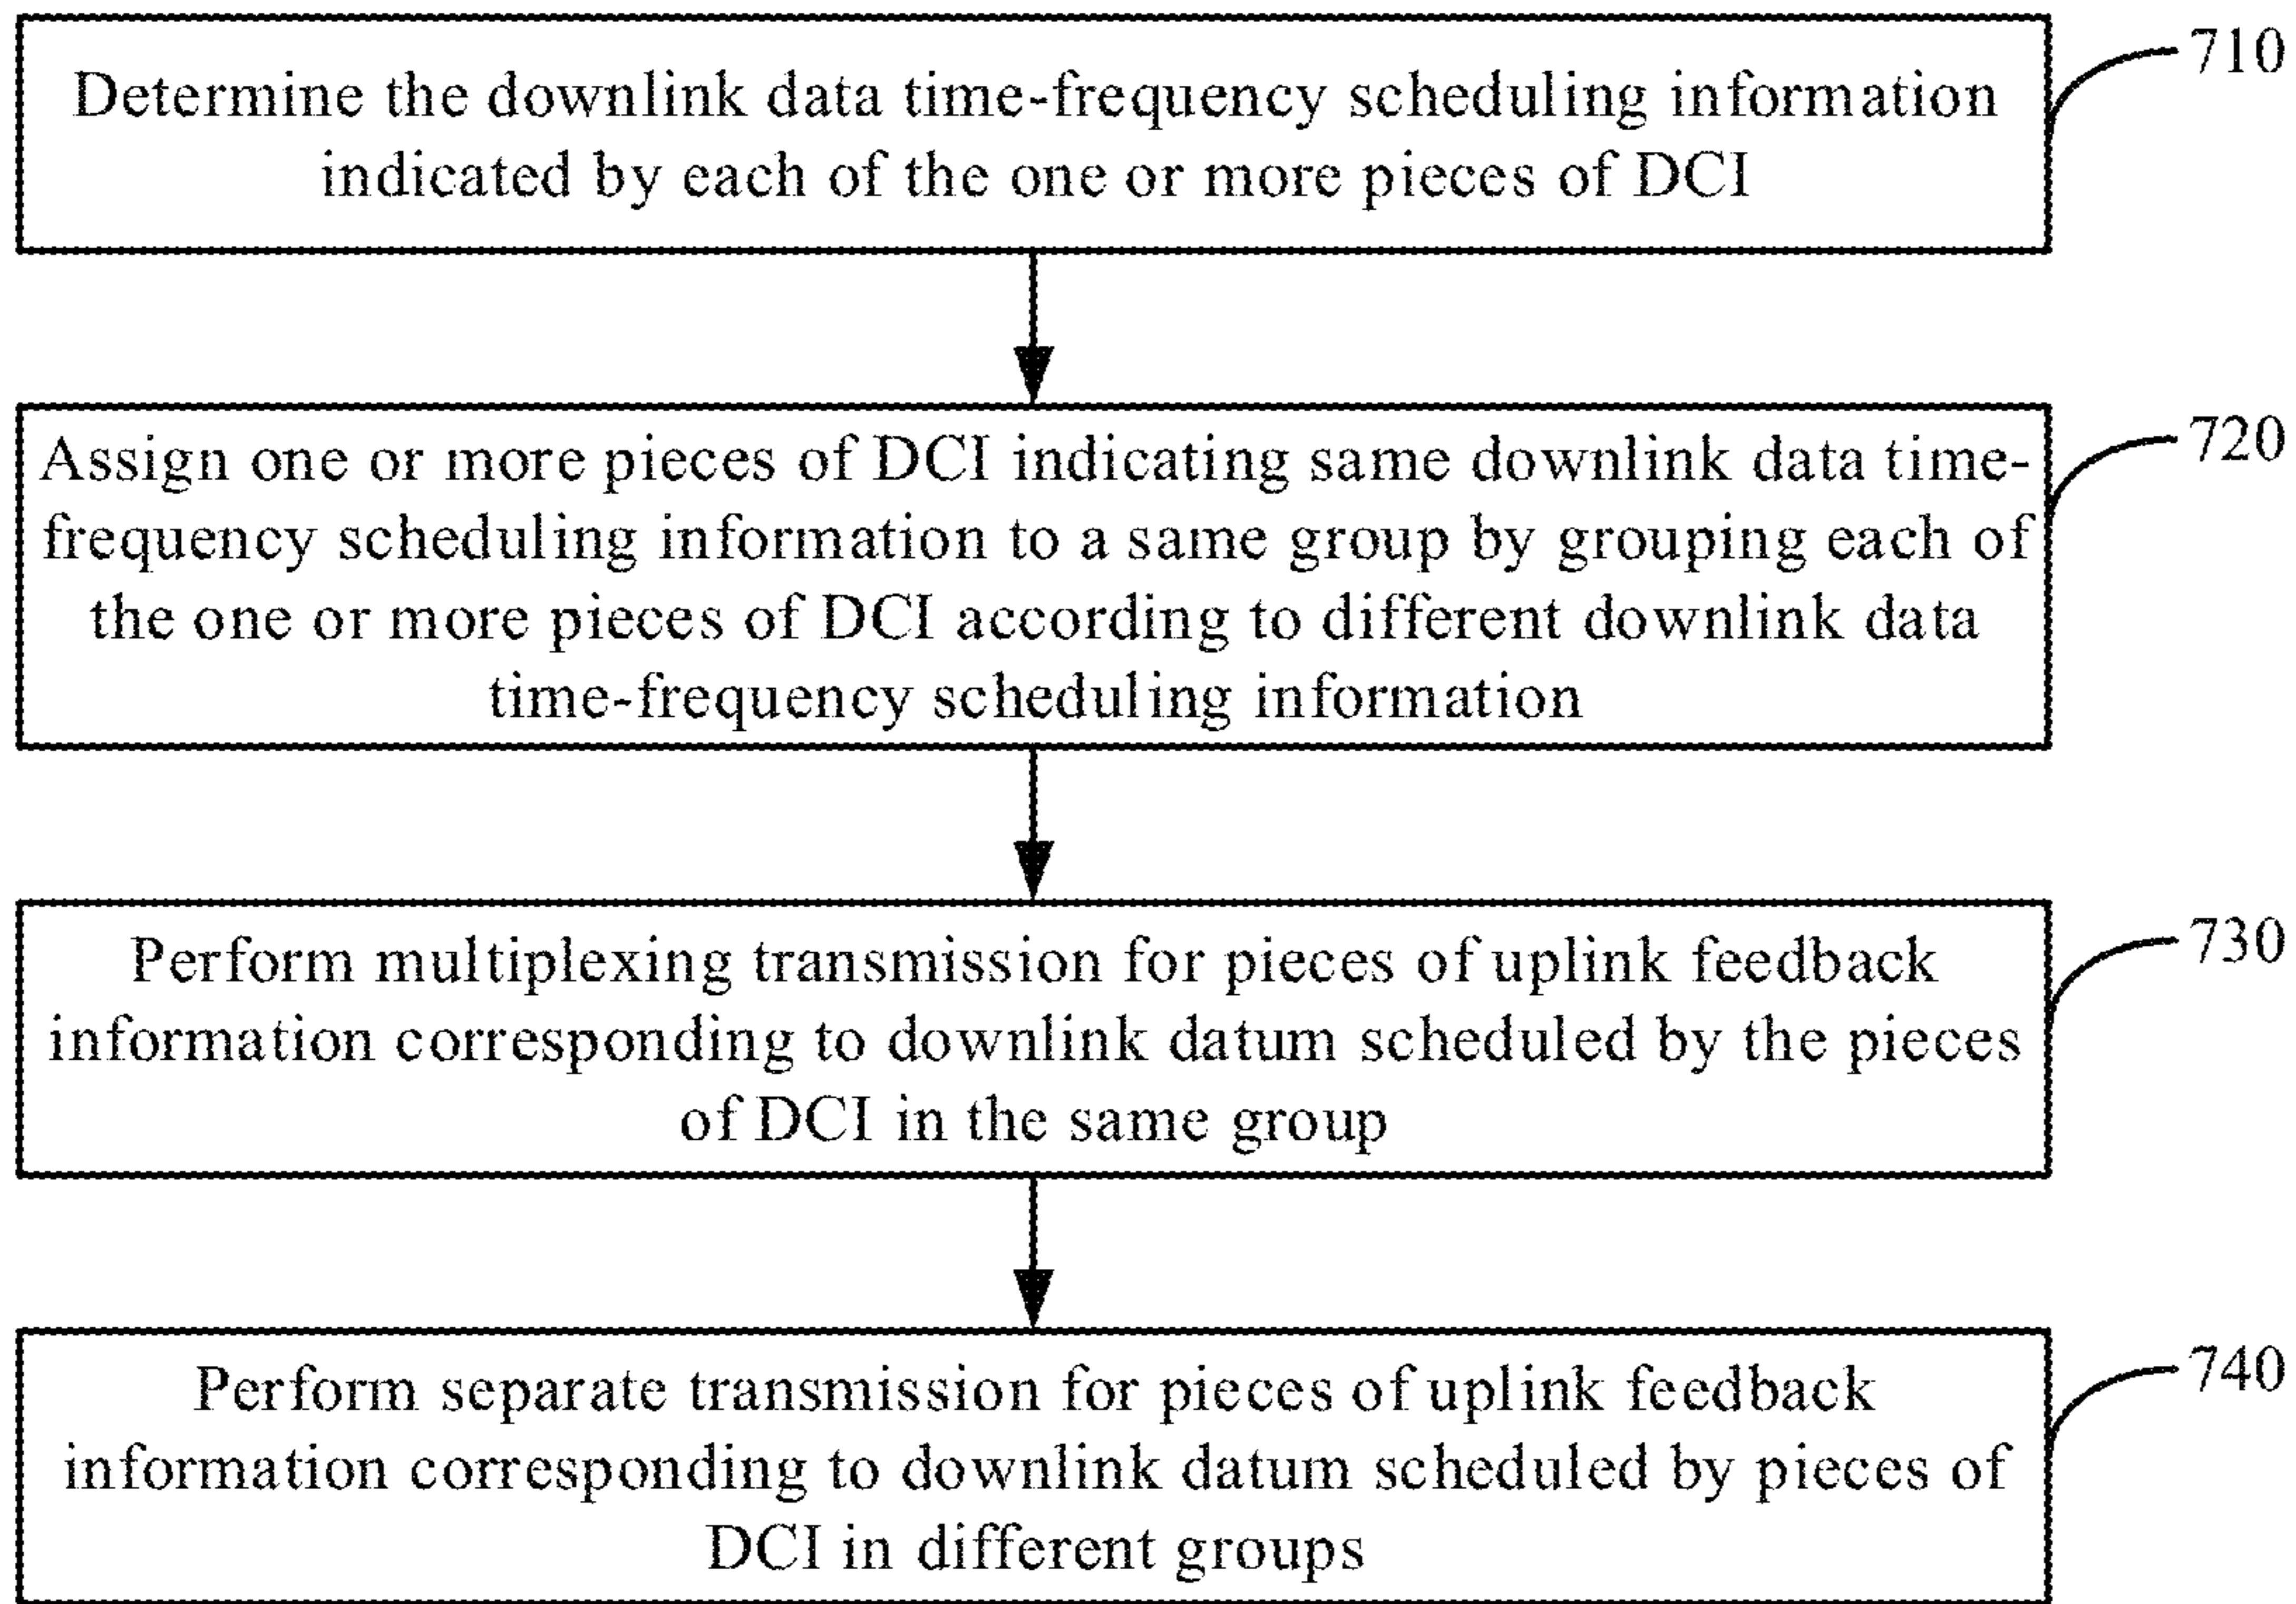 Determine the downlink data time-frequency scheduling information
indicated by each of the one or more pieces of DCI
710
Assign one or more pieces of DCI indicating same downlink data time-
frequency scheduling information to a same group by grouping each of
the one or more pieces of DCI according to different downlink data
time-frequency scheduling information
720
Perform multiplexing transmission for pieces of uplink feedback
information corresponding to downlink datum scheduled by the pieces
of DCI in the same group
730
Perform separate transmission for pieces of uplink feedback
information corresponding to downlink datum scheduled by pieces of
DCI in different groups
740